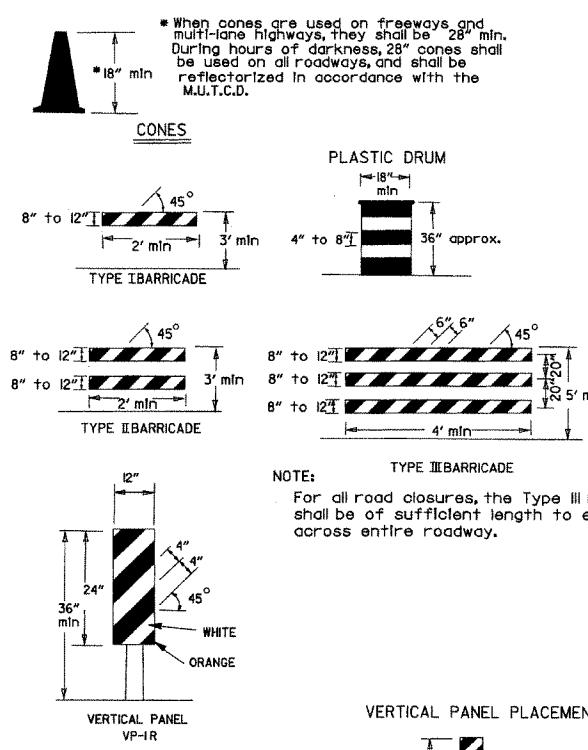 * When cones are used on freeways and
multi-lane highways, they shall be 28" min.
During hours of darkness, 28" cones shall
be used on all roadways, and shall be
reflectorized in accordance with the
M.U.T.C.D.
*18" min
CONES
PLASTIC DRUM
18"
min
4" to 8"
36" approx.
45°
8" to 12"
2' min
3' min
TYPE I BARRICADE
45°
8" to 12"
8" to 12"
2' min
3' min
TYPE II BARRICADE
6" 6"
45°
8" to 12"
8" to 12"
8" to 12"
20"
20"
5' m
4' min
TYPE III BARRICADE
NOTE:
For all road closures, the Type III
shall be of sufficient length to e
across entire roadway.
12"
4"
4"
45°
24"
36"
min
WHITE
ORANGE
VERTICAL PANEL
VP-1R
VERTICAL PANEL PLACEMEN